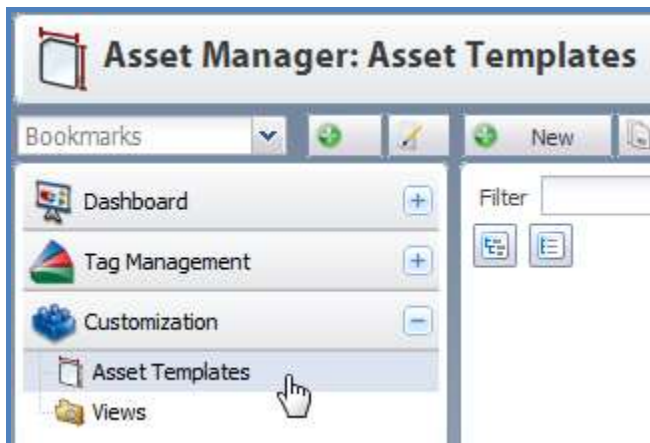 Asset Manager: Asset Templates
Bookmarks New
Dashboard Filter
Tag Management
Customization
Asset Templates
Views